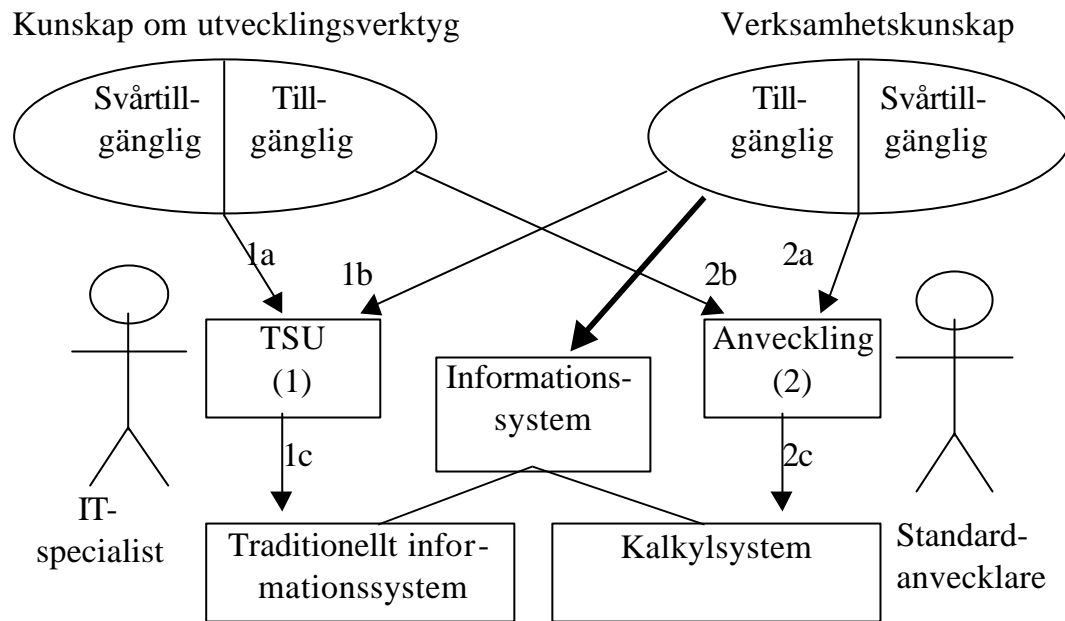 Kunskap om utvecklingsverktyg
Verksamhetskunskap
Svårtill-
gänglig
Till-
gänglig
Till-
gänglig
Svårtill-
gänglig
1a
1b
2b
2a
TSU
(1)
Informations-
system
Anveckling
(2)
1c
2c
IT-
specialist
Traditionellt infor-
mationssystem
Kalkylsystem
Standard-
anvecklare